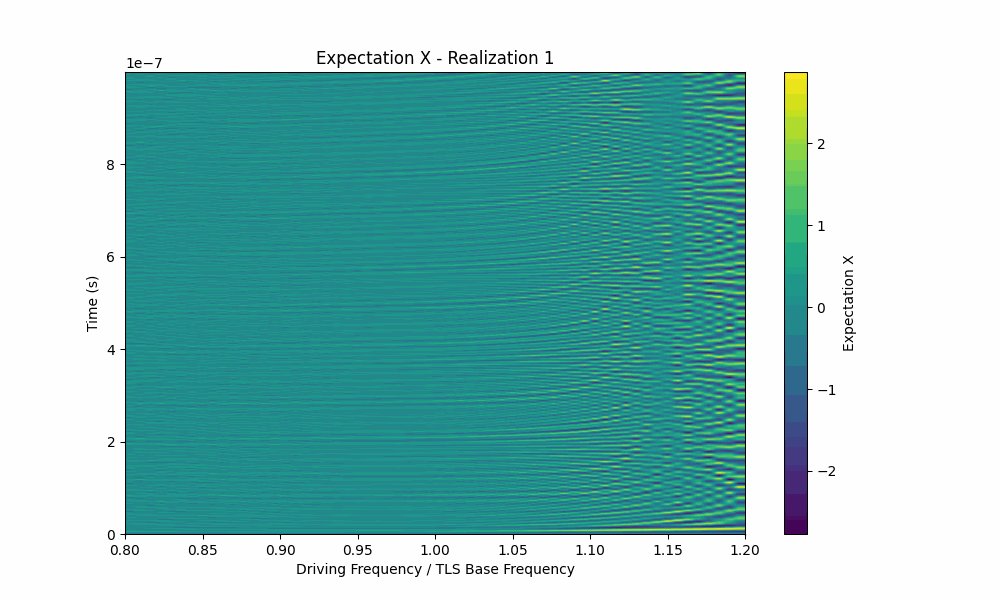 Expectation X - Realization 1
1e−7
8
6
4
2
0
Time (s)
0.80 0.85 0.90 0.95 1.00 1.05 1.10 1.15 1.20
Driving Frequency / TLS Base Frequency
2
1
0
−1
−2
Expectation X